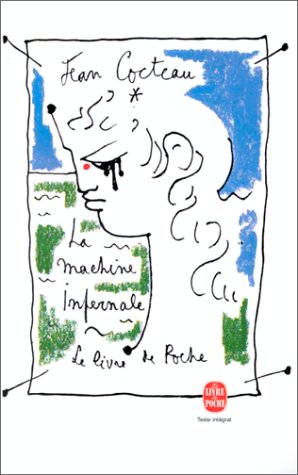 Jean Cocteau
*
La
machine
infernale
Le livre de Poche
Le
LIVRE
de
POCHE
Texte intégral